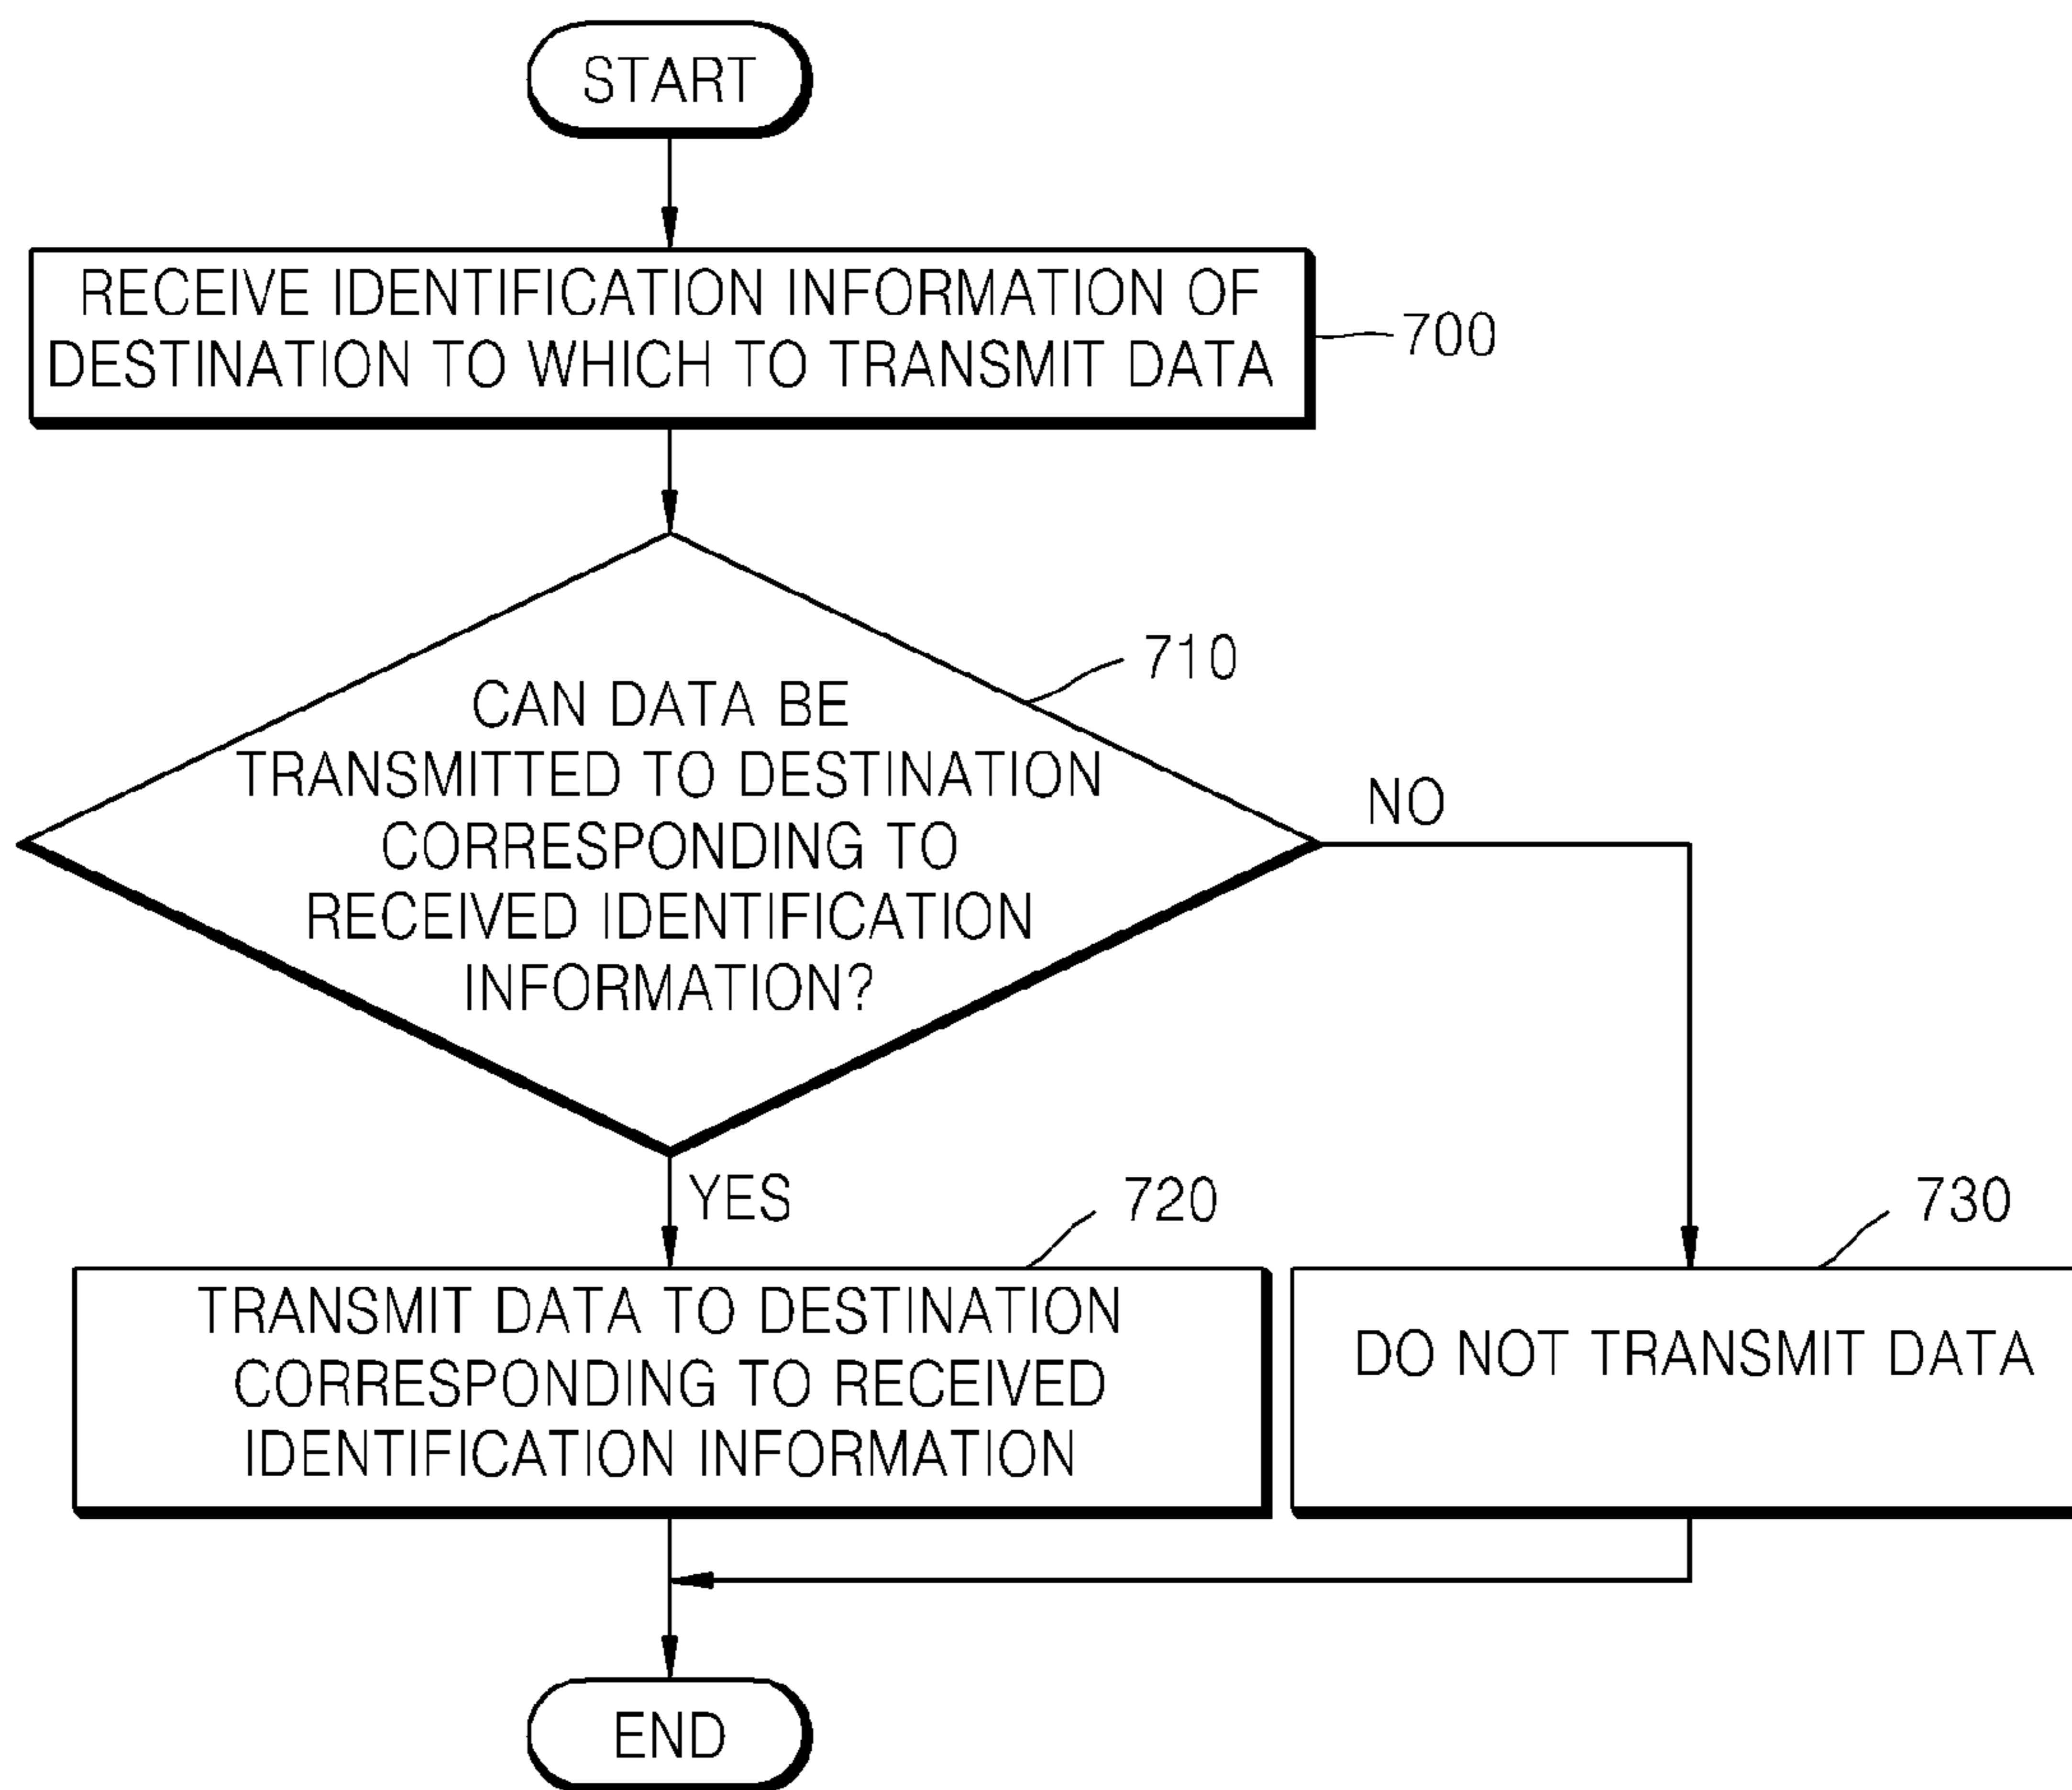 START
RECEIVE IDENTIFICATION INFORMATION OF
DESTINATION TO WHICH TO TRANSMIT DATA
700
710
CAN DATA BE
TRANSMITTED TO DESTINATION
CORRESPONDING TO
RECEIVED IDENTIFICATION
INFORMATION?
NO
YES
720
730
TRANSMIT DATA TO DESTINATION
CORRESPONDING TO RECEIVED
IDENTIFICATION INFORMATION
DO NOT TRANSMIT DATA
END